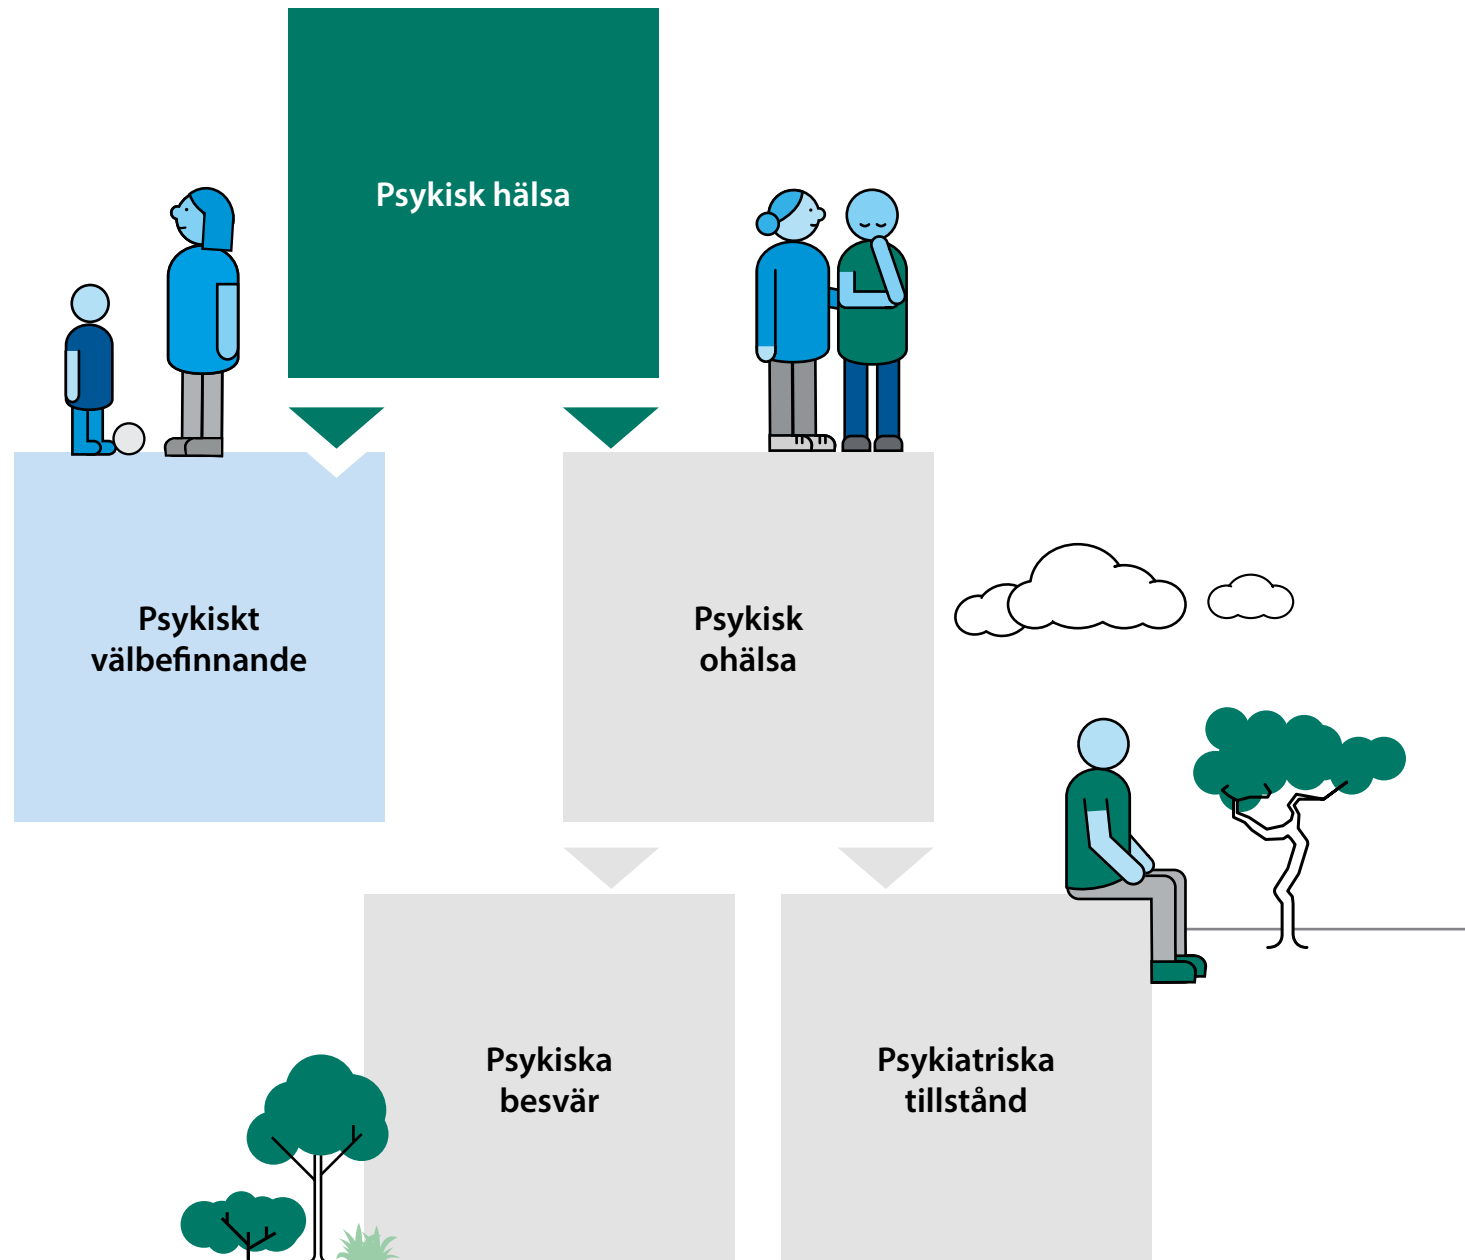 Psykisk hälsa
Psykiskt
välbefinnande
Psykisk
ohälsa
Psykiska
besvär
Psykiatriska
tillstånd